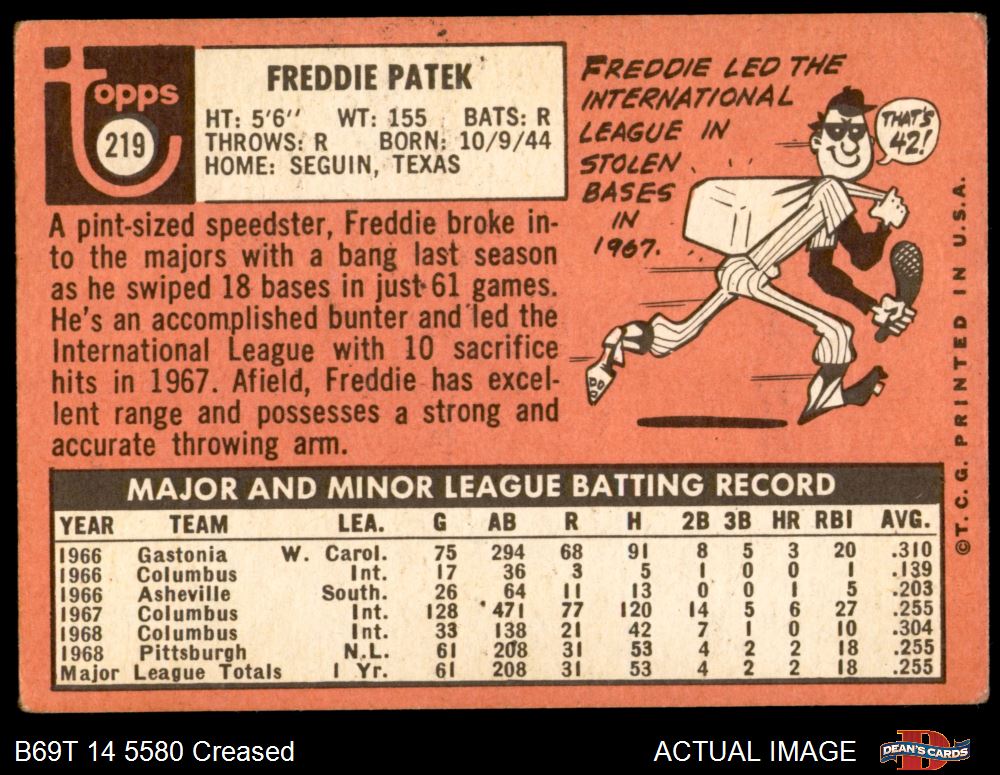 topps
219
FREDDIE PATEK
HT: 5'6" WT: 155 BATS: R
THROWS: R BORN: 10/9/44
HOME: SEGUIN, TEXAS
FREDDIE LED THE
INTERNATIONAL
LEAGUE IN
STOLEN
BASES
IN
1967.
THAT'S
42!
A pint-sized speedster, Freddie broke in-
to the majors with a bang last season
as he swiped 18 bases in just 61 games.
He's an accomplished bunter and led the
International League with 10 sacrifice
hits in 1967. Afield, Freddie has excel-
lent range and possesses a strong and
accurate throwing arm.
MAJOR AND MINOR LEAGUE BATTING RECORD
YEAR TEAM LEA. G AB R H 2B 3B HR RBI AVG.
1966 Gastonia W. Carol. 75 294 68 91 8 5 3 20 .310
1966 Columbus Int. 17 36 3 5 1 0 0 1 .139
1966 Asheville South. 26 64 11 13 0 0 1 5 .203
1967 Columbus Int. 128 471 77 120 14 5 6 27 .255
1968 Columbus Int. 33 138 21 42 7 1 0 10 .304
1968 Pittsburgh N.L. 61 208 31 53 4 2 2 18 .255
Major League Totals 1 Yr. 61 208 31 53 4 2 2 18 .255
©T. C. G. PRINTED IN U.S.A.
B69T 14 5580 Creased
ACTUAL IMAGE
D
DEAN'S CARDS